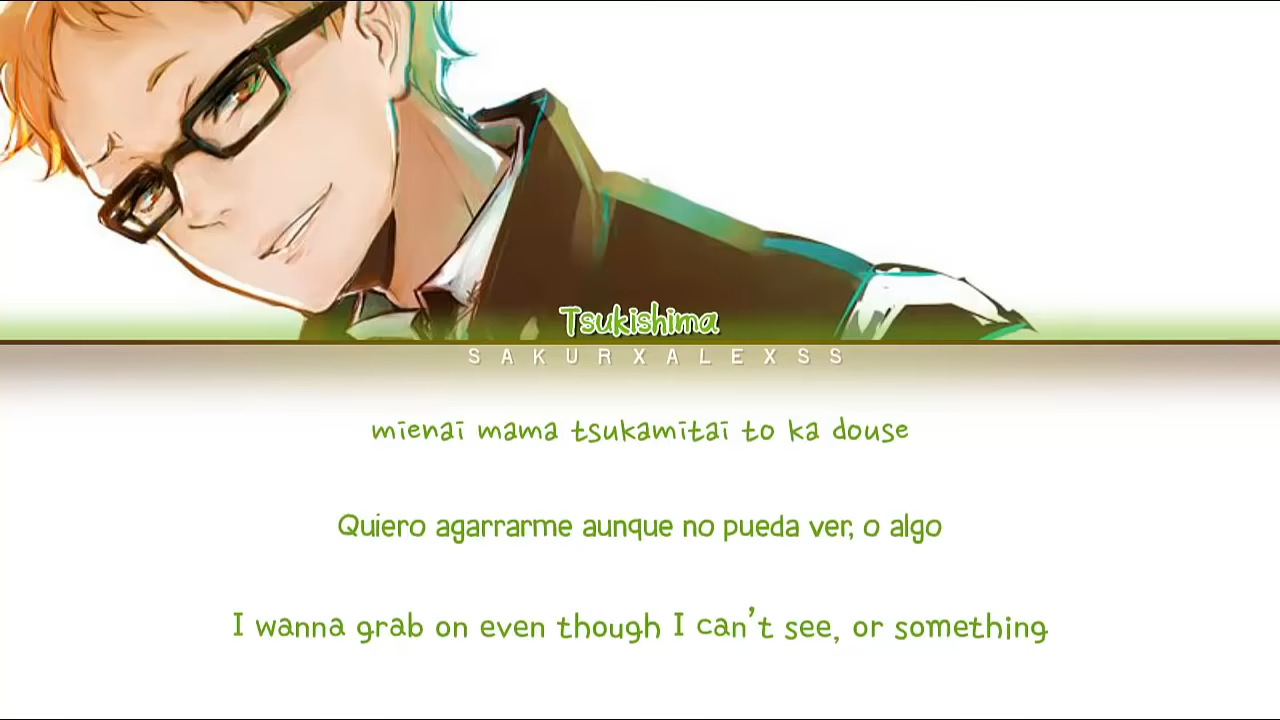 Tsukishima
SAKURXALEXSS
mienai mama tsukamitai to ka douse
Quiero agarrarme aunque no pueda ver, o algo
I wanna grab on even though I can't see, or something